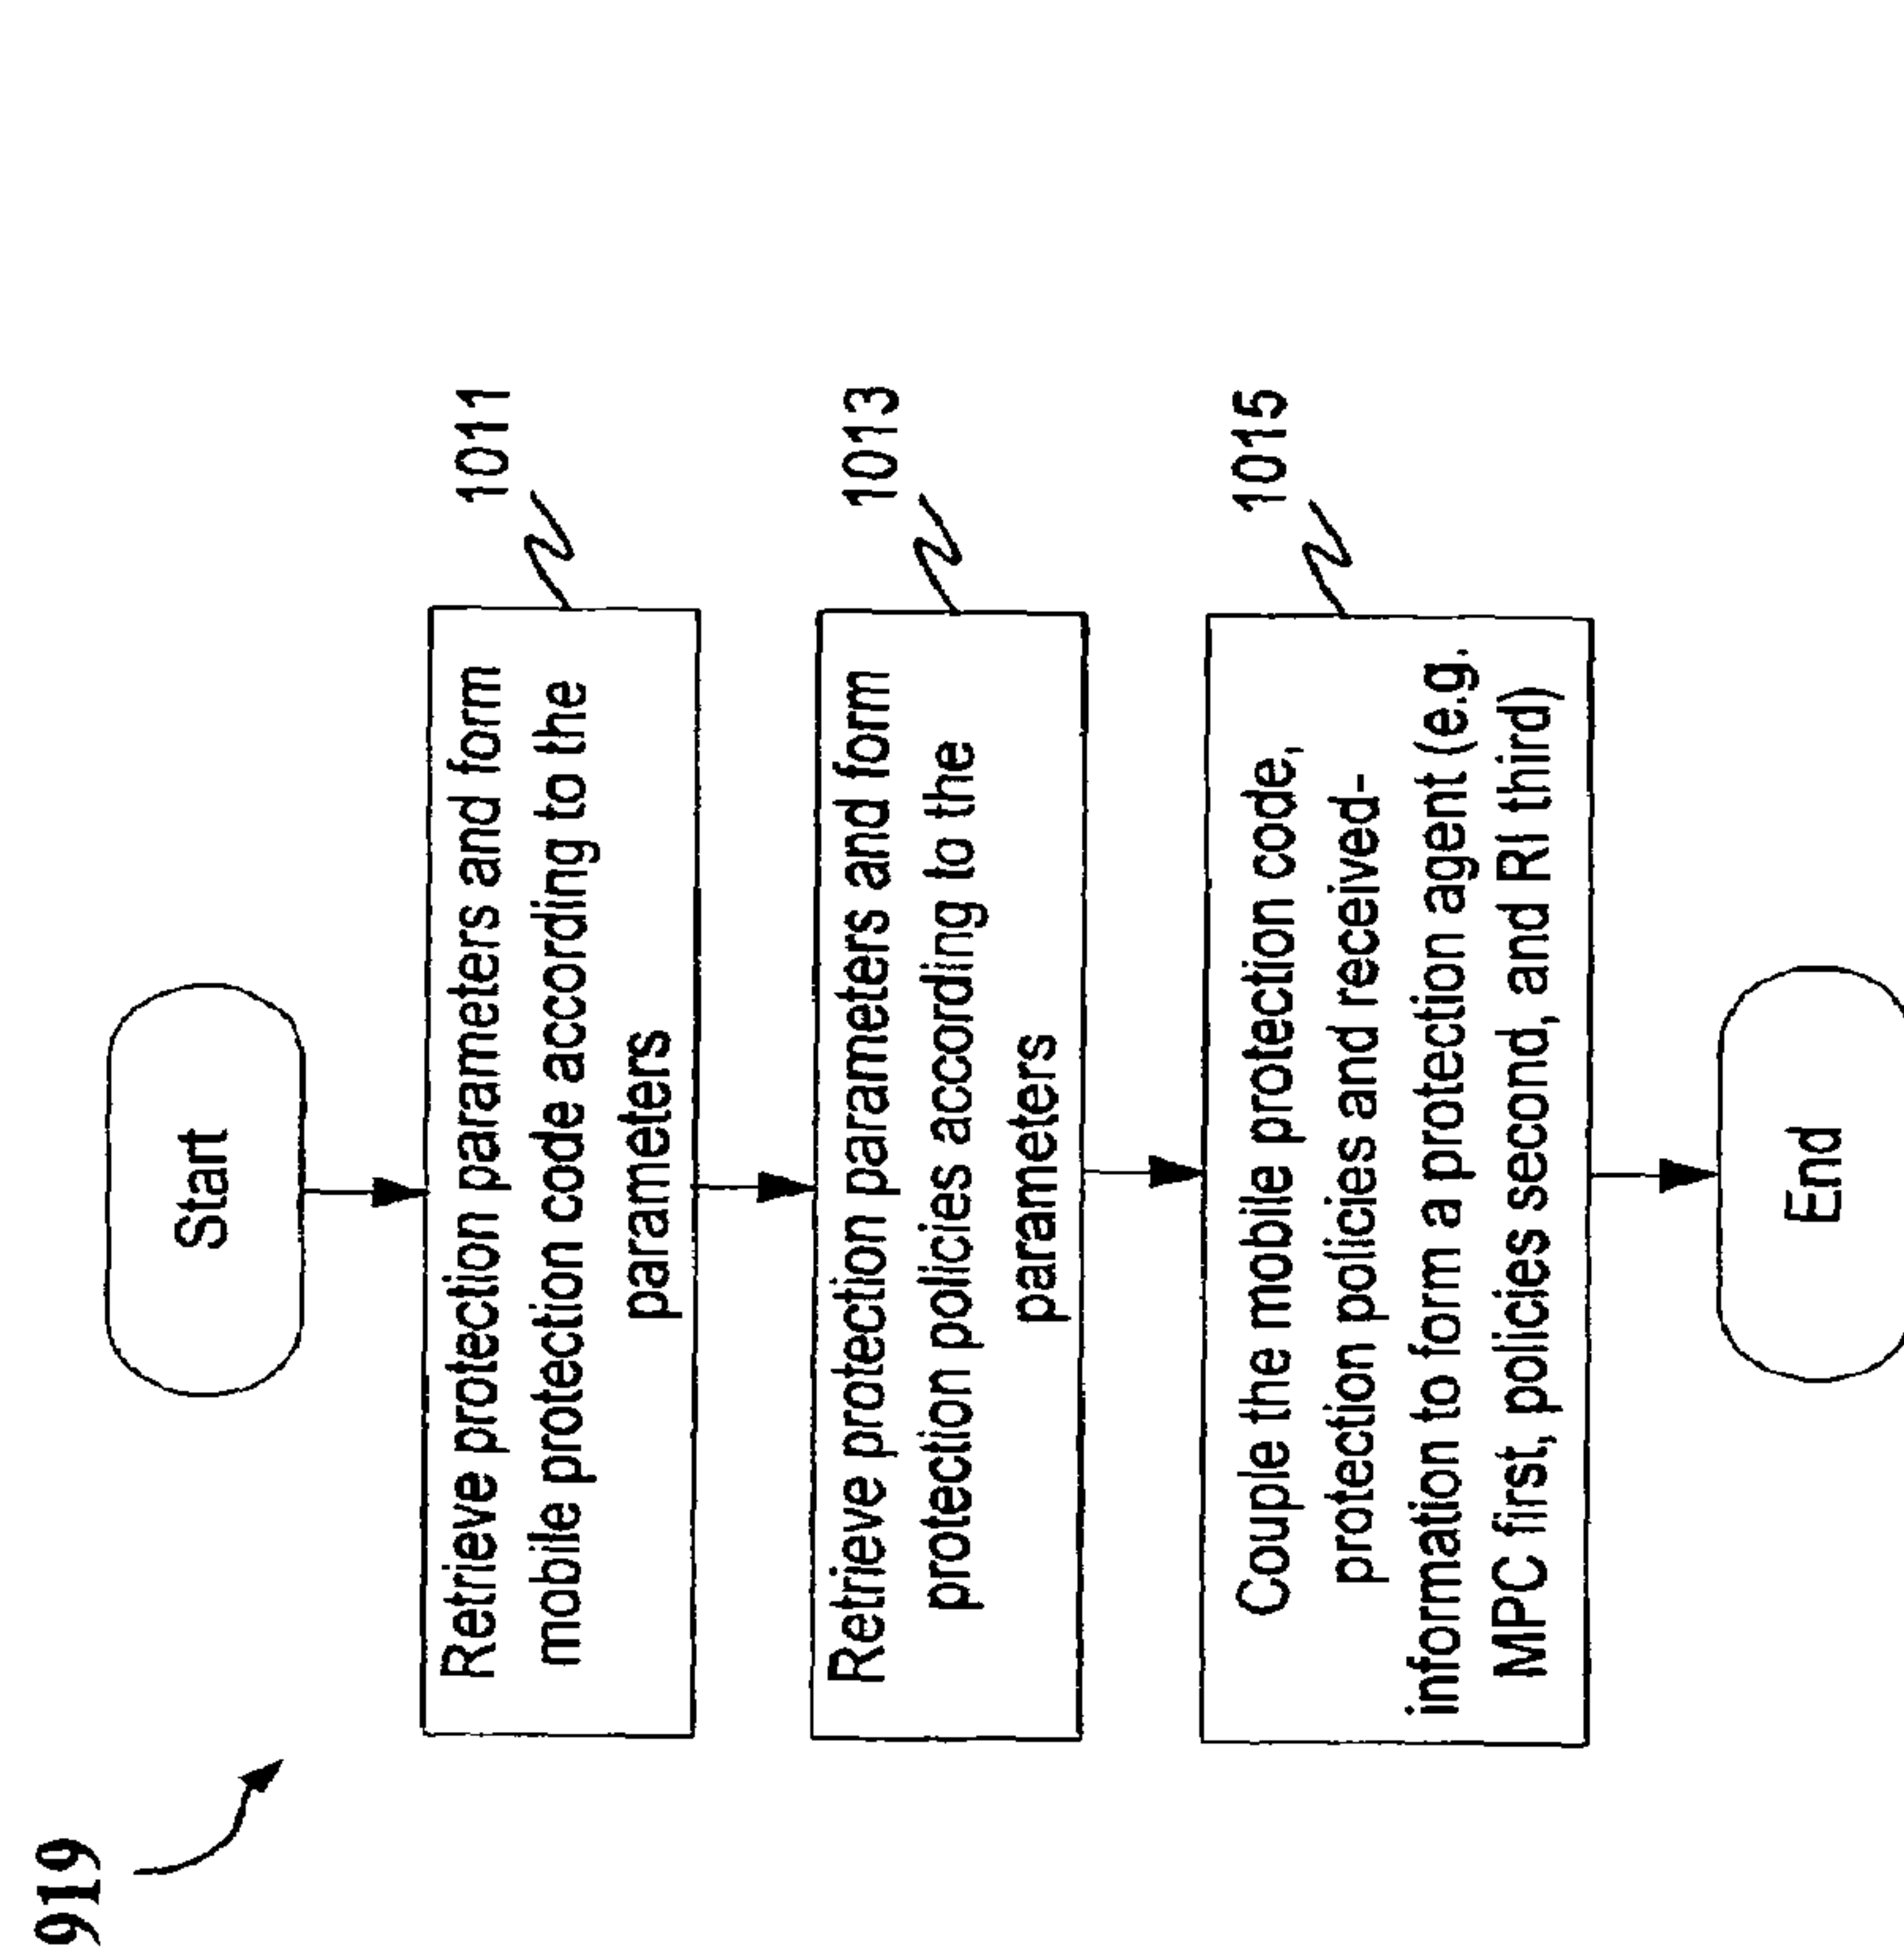 919
Start
Retrieve protection parameters and form
mobile protection code according to the
parameters
1011
Retrieve protection parameters and form
protection policies according to the
parameters
1013
Couple the mobile protection code,
protection policies and received-
information to form a protection agent (e.g.
MPC first, policies second, and RI third)
1015
End